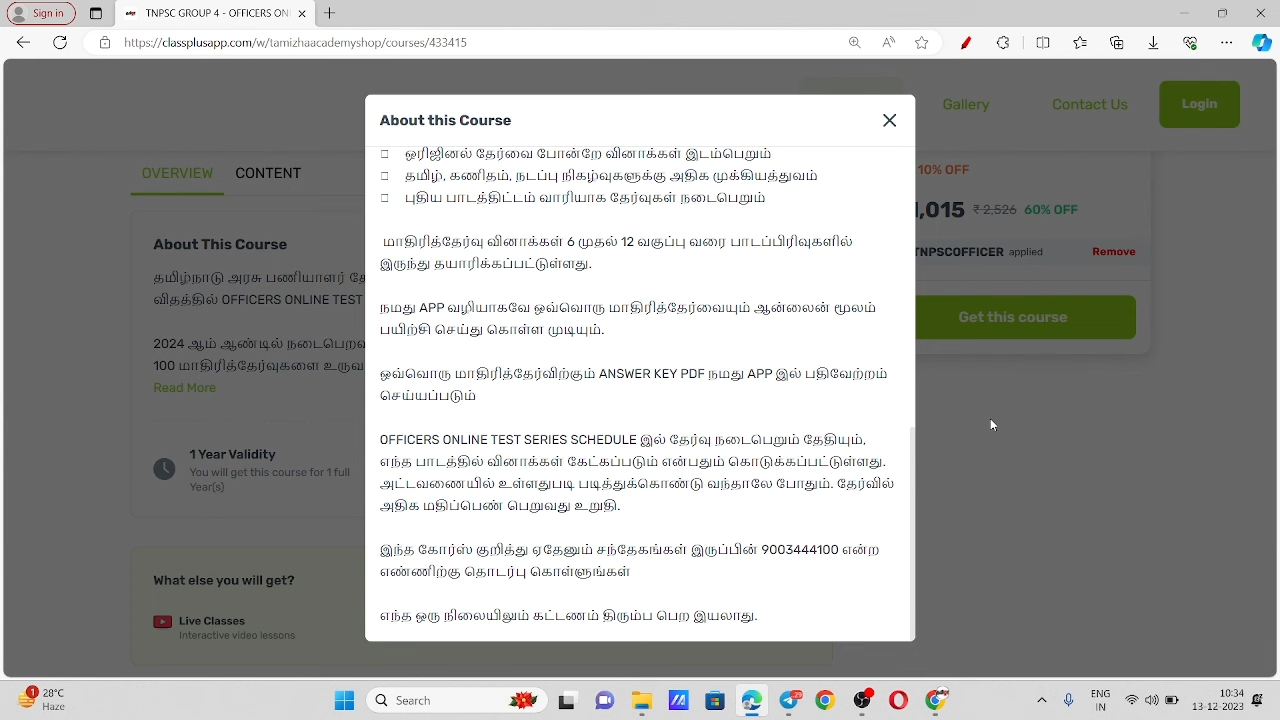 Sign in
TNPSC GROUP 4 - OFFICERS ONL
https://classplusapp.com/w/tamizhaacademyshop/courses/433415
Gallery
Contact Us
Login
About this Course
OVERVIEW
CONTENT
ஒரிஜினல் தேர்வை போன்றே வினாக்கள் இடம்பெறும்
தமிழ், கணிதம், நடப்பு நிகழ்வுகளுக்கு அதிக முக்கியத்துவம்
புதிய பாடத்திட்டம் வாரியாக தேர்வுகள் நடைபெறும்
மாதிரித்தேர்வு வினாக்கள் 6 முதல் 12 வகுப்பு வரை பாடப்பிரிவுகளில்
இருந்து தயாரிக்கப்பட்டுள்ளது.
நமது APP வழியாகவே ஒவ்வொரு மாதிரித்தேர்வையும் ஆன்லைன் மூலம்
பயிற்சி செய்து கொள்ள முடியும்.
ஒவ்வொரு மாதிரித்தேர்விற்கும் ANSWER KEY PDF நமது APP இல் பதிவேற்றம்
செய்யப்படும்
OFFICERS ONLINE TEST SERIES SCHEDULE இல் தேர்வு நடைபெறும் தேதியும்,
எந்த பாடத்தில் வினாக்கள் கேட்கப்படும் என்பதும் கொடுக்கப்பட்டுள்ளது.
அட்டவணையில் உள்ளதுபடி படித்துக்கொண்டு வந்தாலே போதும். தேர்வில்
அதிக மதிப்பெண் பெறுவது உறுதி.
இந்த கோர்ஸ் குறித்து ஏதேனும் சந்தேகங்கள் இருப்பின் 9003444100 என்ற
எண்ணிற்கு தொடர்பு கொள்ளுங்கள்
எந்த ஒரு நிலையிலும் கட்டணம் திரும்ப பெற இயலாது.
10% OFF
,015 ₹ 2,526 60% OFF
TNPSCOFFICER applied Remove
Get this course
About This Course
தமிழ்நாடு அரசு பணியாளர்
விதத்தில் OFFICERS ONLINE TEST
2024 ஆம் ஆண்டில்
100 மாதிரித்தேர்வுகளை
Read More
1 Year Validity
You will get this course for 1 full
Year(s)
What else you will get?
Live Classes
Interactive video lessons
1
28°C
Haze
Search
29
ENG
IN
10:34
13-12-2023